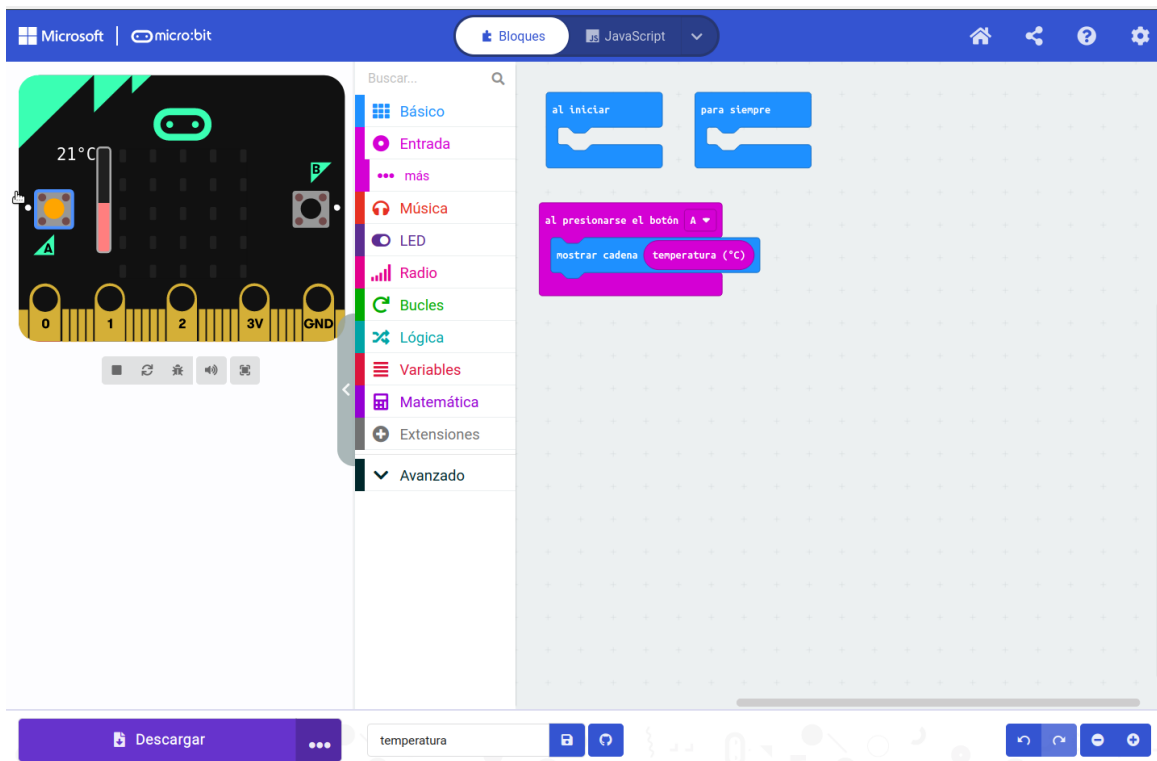 Microsoft micro:bit Bloques JavaScript
Buscar...
Básico
Entrada
más
Música
LED
Radio
Bucles
Lógica
Variables
Matemática
Extensiones
Avanzado
21°C
B
A
0 1 2 3V GND
al iniciar
para siempre
al presionarse el botón A
mostrar cadena temperatura (°C)
Descargar
temperatura